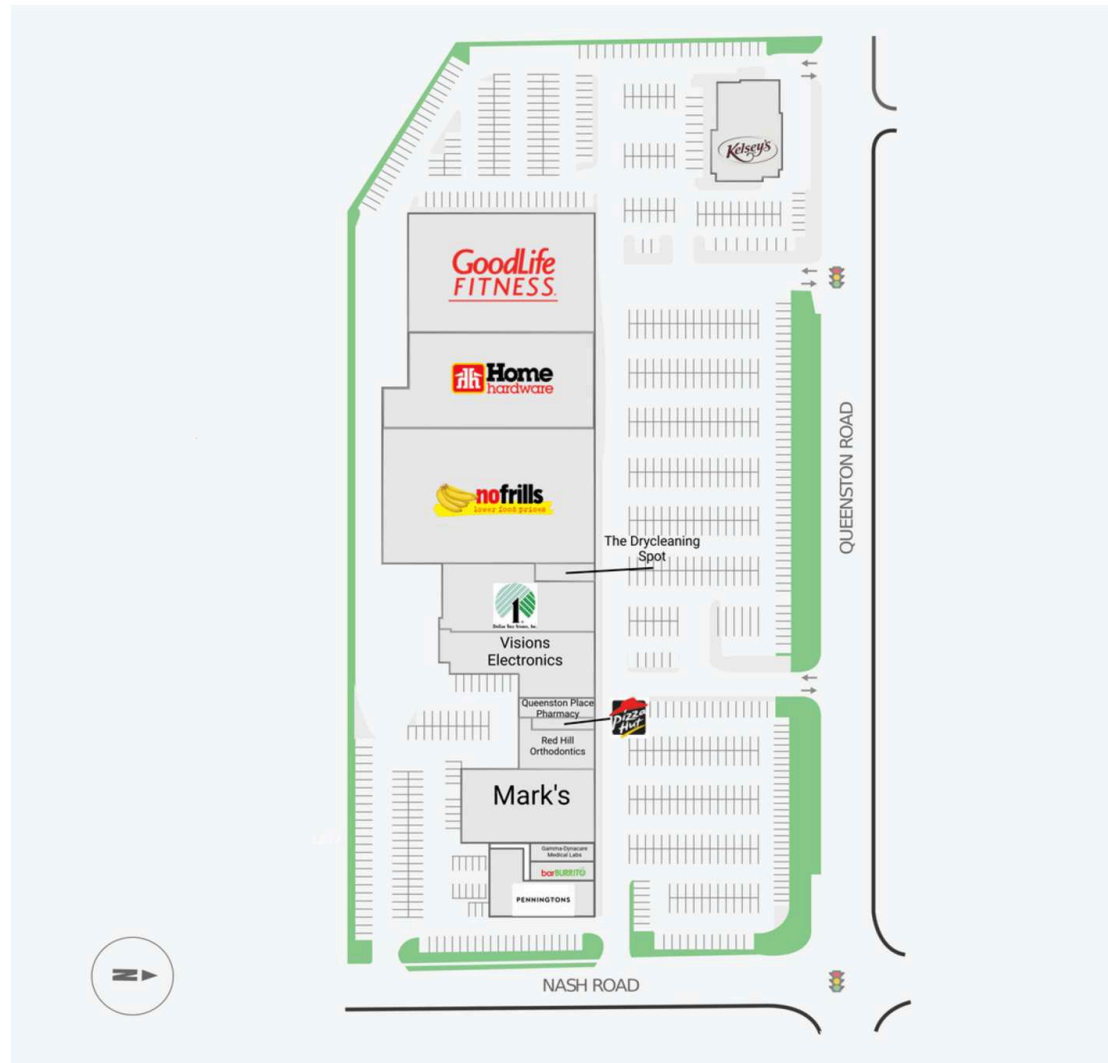 Kelsey's
GoodLife
FITNESS
Home
hardware
QUEENSTON ROAD
nofrills
lower food prices
The Drycleaning
Spot
1
Visions
Electronics
Queenston Place
Pharmacy
Pizza
Hut
Red Hill
Orthodontics
Mark's
Gamma-Dynacare
Medical Labs
barBURRITO
PENNINGTONS
N
NASH ROAD